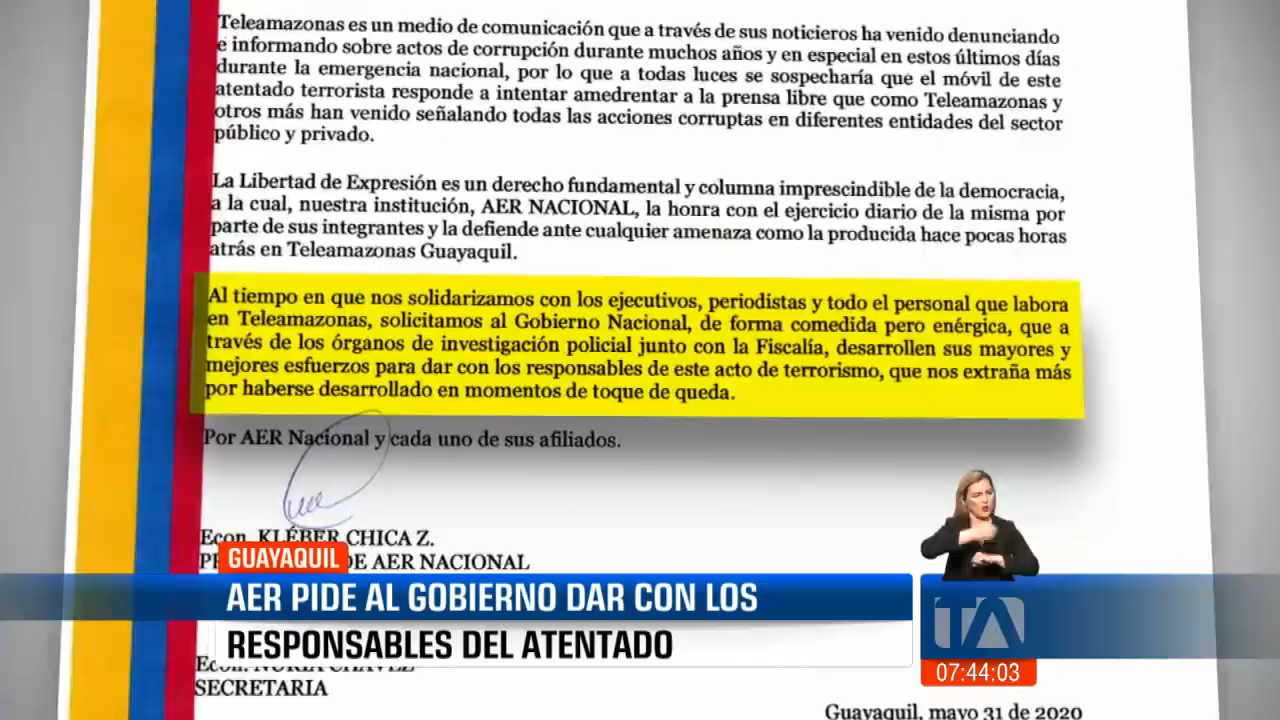 Teleamazonas es un medio de comunicación que a través de sus noticieros ha venido denunciando
e informando sobre actos de corrupción durante muchos años y en especial en estos últimos días
durante la emergencia nacional, por lo que a todas luces se sospecharía que el móvil de este
atentado terrorista responde a intentar amedrentar a la prensa libre que como Teleamazonas y
otros más han venido señalando todas las acciones corruptas en diferentes entidades del sector
público y privado.
La Libertad de Expresión es un derecho fundamental y columna imprescindible de la democracia,
a la cual, nuestra institución, AER NACIONAL, la honra con el ejercicio diario de la misma por
parte de sus integrantes y la defiende ante cualquier amenaza como la producida hace pocas horas
atrás en Teleamazonas Guayaquil.
Al tiempo en que nos solidarizamos con los ejecutivos, periodistas y todo el personal que labora
en Teleamazonas, solicitamos al Gobierno Nacional, de forma comedida pero enérgica, que a
través de los órganos de investigación policial junto con la Fiscalía, desarrollen sus mayores y
mejores esfuerzos para dar con los responsables de este acto de terrorismo, que nos extraña más
por haberse desarrollado en momentos de toque de queda.
Por AER Nacional y cada uno de sus afiliados.
Econ. KLÉBER CHICA Z.
DE AER NACIONAL
GUAYAQUIL
AER PIDE AL GOBIERNO DAR CON LOS
RESPONSABLES DEL ATENTADO
TA
07:44:03
SECRETARIA
Guayaquil, mayo 31 de 2020